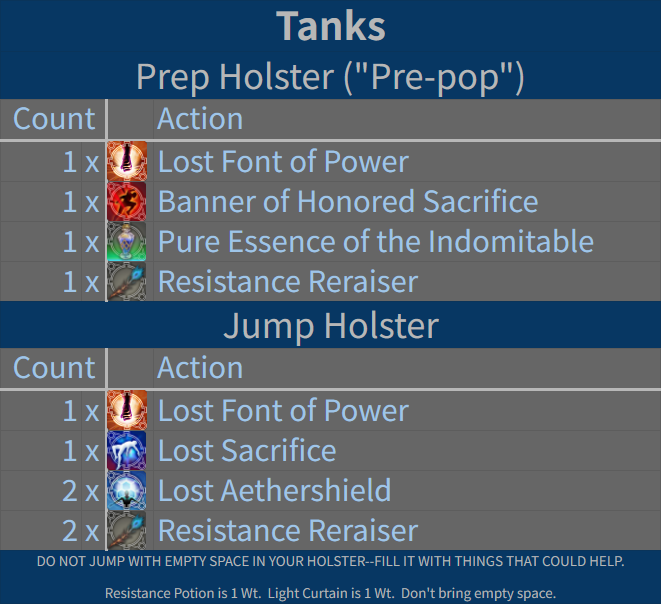 Tanks
Prep Holster ("Pre-pop")
Count Action
1 x Lost Font of Power
1 x Banner of Honored Sacrifice
1 x Pure Essence of the Indomitable
1 x Resistance Reraiser
Jump Holster
Count Action
1 x Lost Font of Power
1 x Lost Sacrifice
2 x Lost Aethershield
2 x Resistance Reraiser
DO NOT JUMP WITH EMPTY SPACE IN YOUR HOLSTER--FILL IT WITH THINGS THAT COULD HELP.
Resistance Potion is 1 Wt. Light Curtain is 1 Wt. Don't bring empty space.